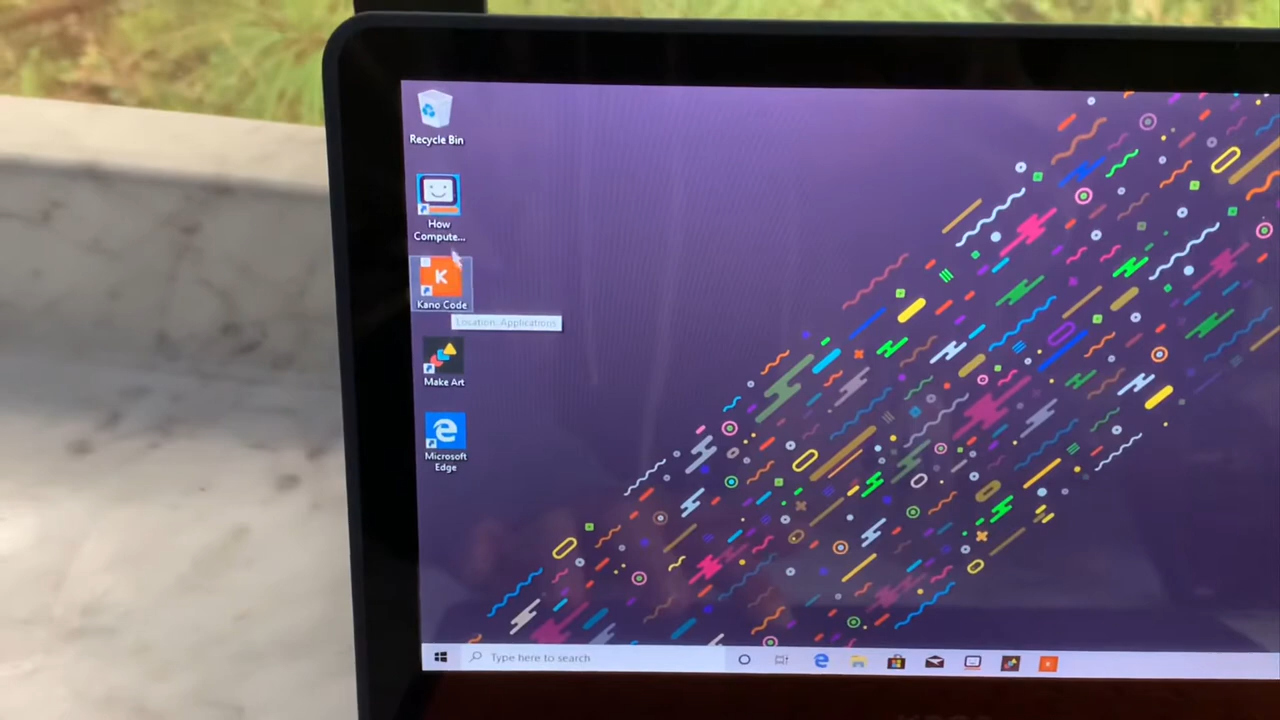 Recycle Bin
How
Compute...
K
Kano Code
Location: Applications
Make Art
Microsoft
Edge
Type here to search